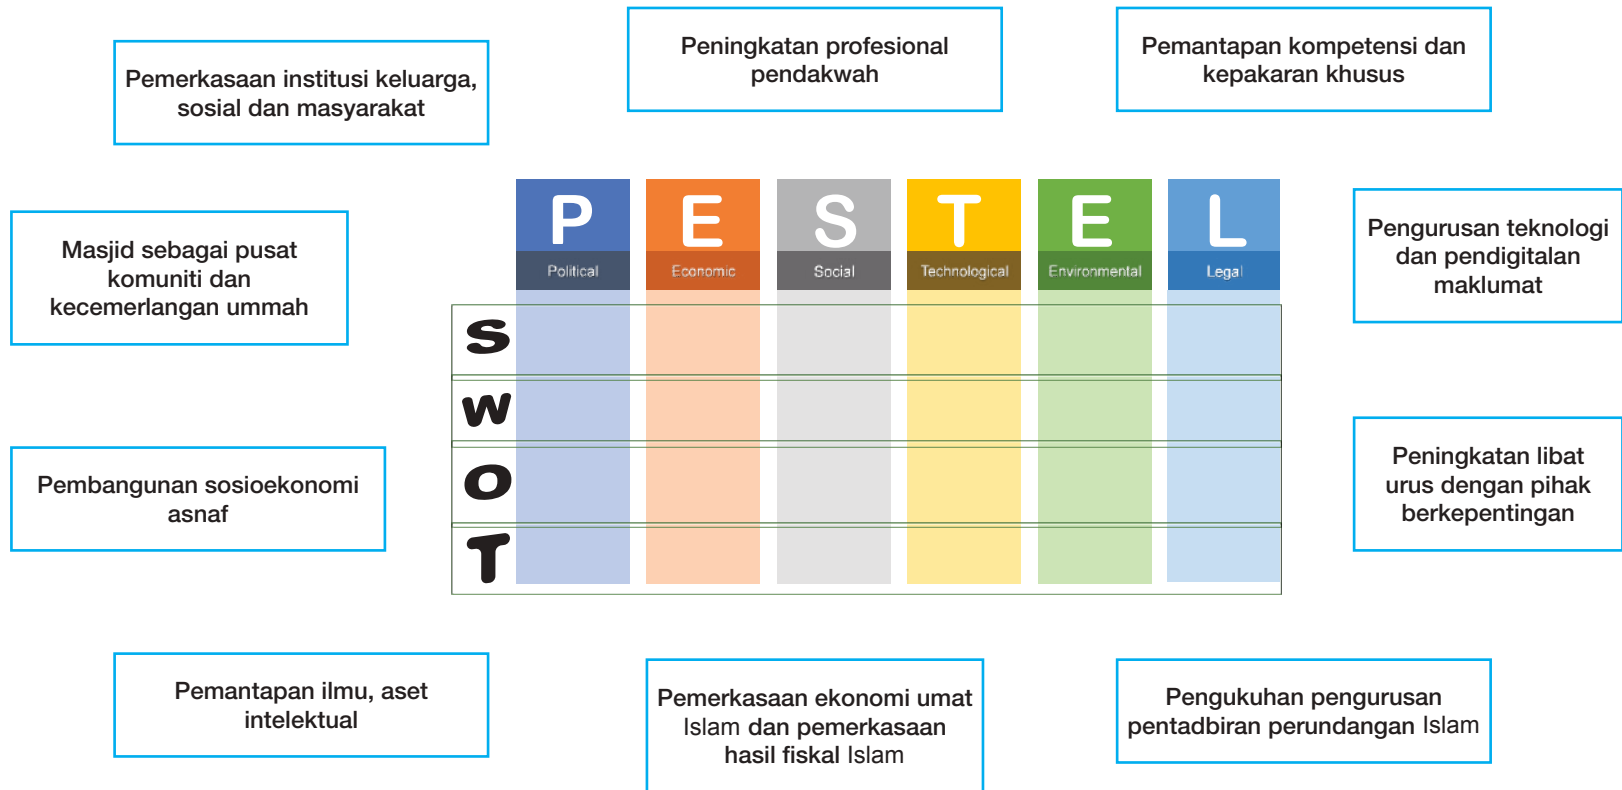 Pemerkasaan institusi keluarga,
sosial dan masyarakat
Peningkatan profesional
pendakwah
Pemantapan kompetensi dan
kepakaran khusus
Masjid sebagai pusat
komuniti dan
kecemerlangan ummah
P E S T E L
Political Economic Social Technological Environmental Legal
S
W
O
T
Pengurusan teknologi
dan pendigitalan
maklumat
Pembangunan sosioekonomi
asnaf
Peningkatan libat
urus dengan pihak
berkepentingan
Pemantapan ilmu, aset
intelektual
Pemerkasaan ekonomi umat
Islam dan pemerkasaan
hasil fiskal Islam
Pengukuhan pengurusan
pentadbiran perundangan Islam